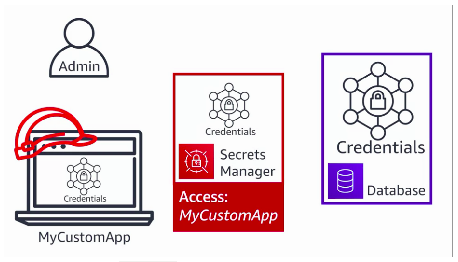 Admin
Credentials
MyCustomApp
Credentials
Secrets
Manager
Access:
MyCustomApp
Credentials
Database